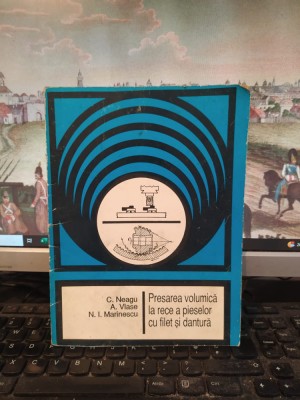 C. Neagu
A. Vlase
N. I. Marinescu
Presarea volumică
la rece a pieselor
cu filet și dantură